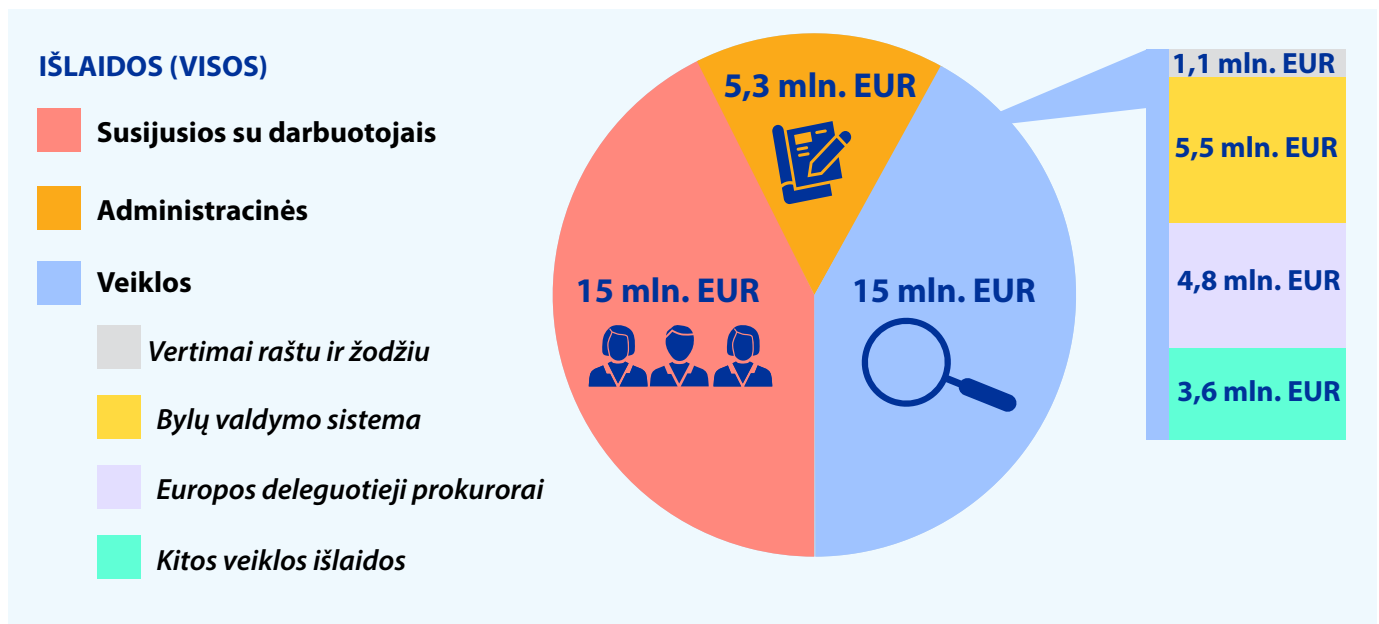 IŠLAIDOS (VISOS)
Susijusios su darbuotojais
Administracinės
Veiklos
Vertimai raštu ir žodžiu
Bylų valdymo sistema
Europos deleguotieji prokurorai
Kitos veiklos išlaidos
5,3 mln. EUR
15 mln. EUR
15 mln. EUR
1,1 mln. EUR
5,5 mln. EUR
4,8 mln. EUR
3,6 mln. EUR